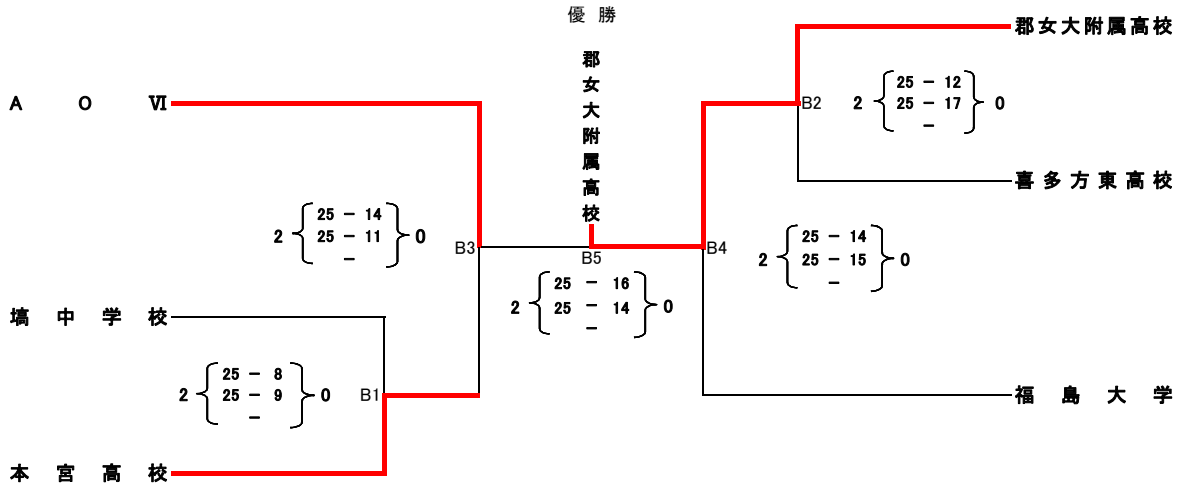 優 勝
郡女大附属高校
郡女大附属高校
A O Ⅵ
B2
2 25 － 12 0
25 － 17
－
喜多方東高校
2 25 － 14 0
25 － 11
－
B3
B5
B4
2 25 － 14 0
25 － 15
－
2 25 － 16 0
25 － 14
－
塙中学校
2 25 － 8 0
25 － 9
－
B1
福島大学
本宮高校